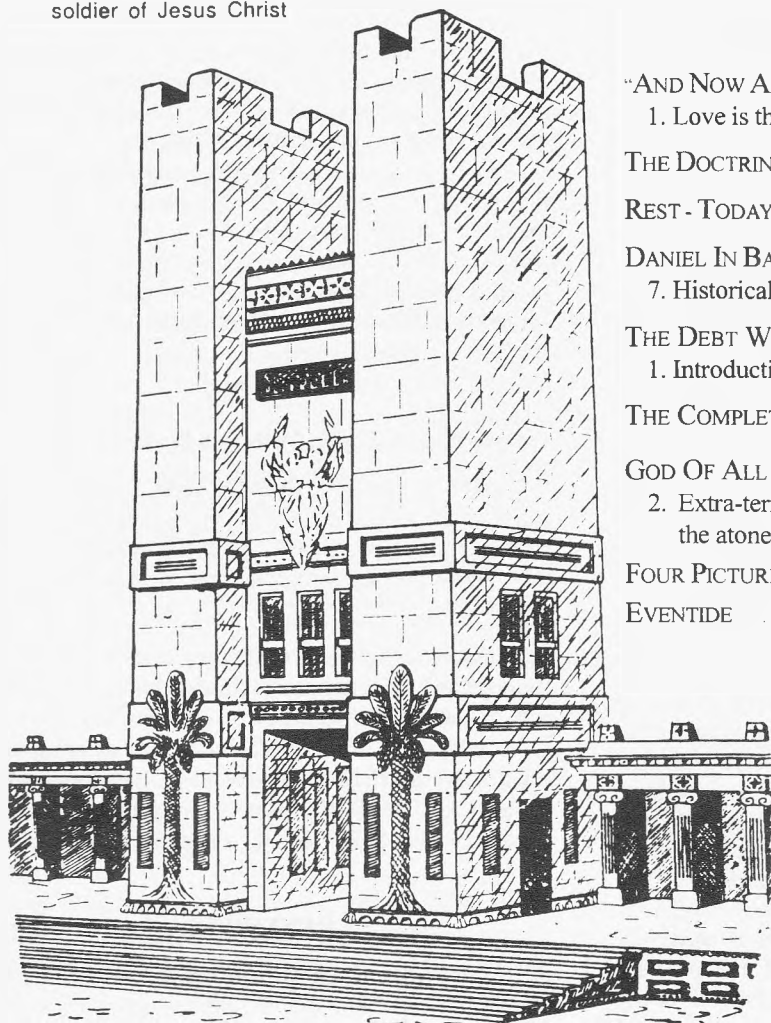 soldier of Jesus Christ
“AND NOW A
1. Love is th
THE DOCTRIN
REST - TODAY
DANIEL IN BA
7. Historical
THE DEBT W
1. Introducti
THE COMPLET
GOD OF ALL
2. Extra-ter
the atone
FOUR PICTUR
EVENTIDE .